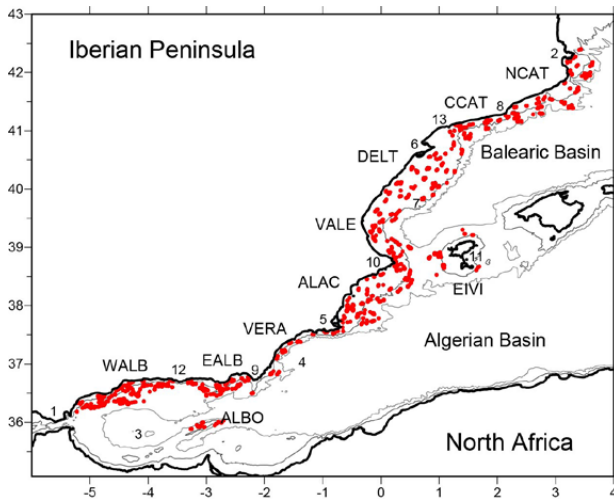 43
42
41
40
39
38
37
36
Iberian Peninsula
2
NCAT
CCAT
8
13
6
DELT
Balearic Basin
7
VALE
10
11
ALAC
EIVI
5
VERA
Algerian Basin
4
WALB
12
EALB
9
1
3
ALBO
North Africa
-5 -4 -3 -2 -1 0 1 2 3 4